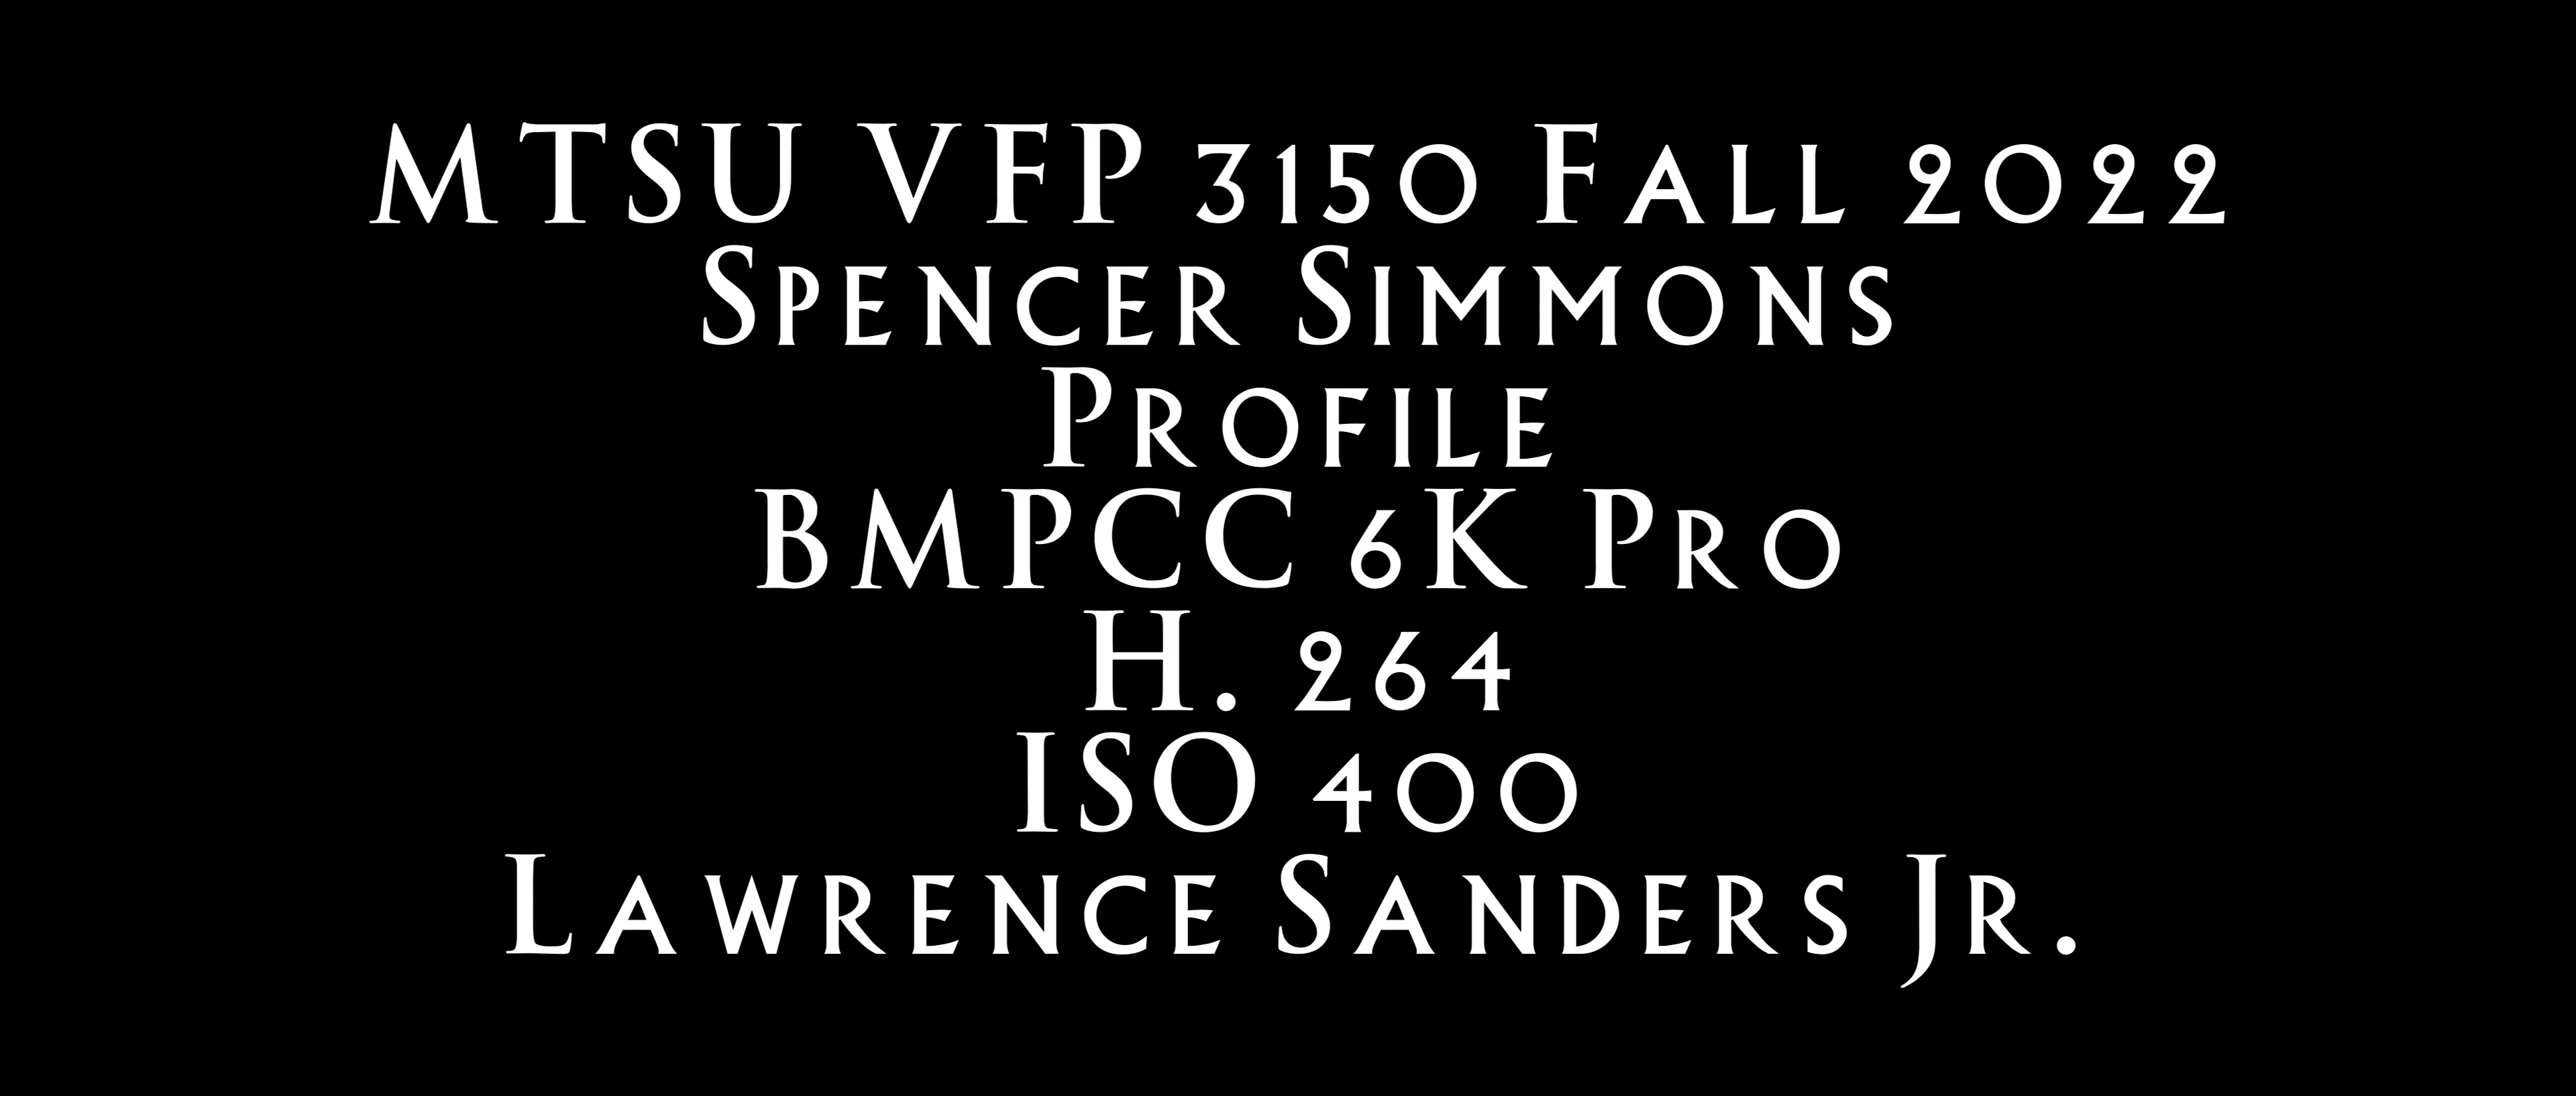 MTSU VFP 3150 Fall 2022
Spencer Simmons
Profile
BMPCC 6K Pro
H. 264
ISO 400
Lawrence Sanders Jr.